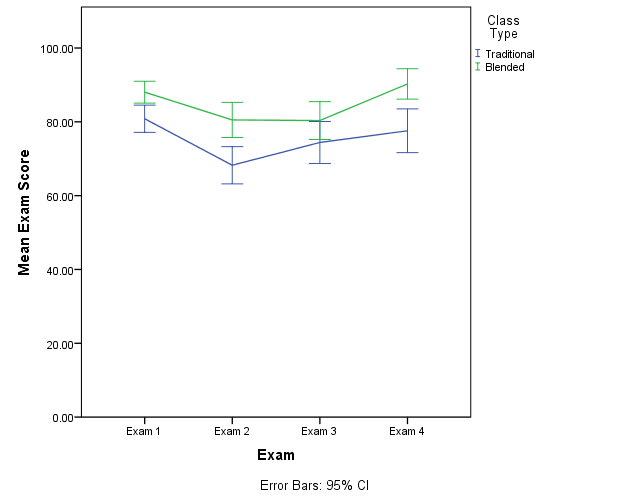 Class
Type
Traditional
Blended
100.00
80.00
60.00
40.00
20.00
0.00
Mean Exam Score
Exam 1
Exam 2
Exam 3
Exam 4
Exam
Error Bars: 95% CI